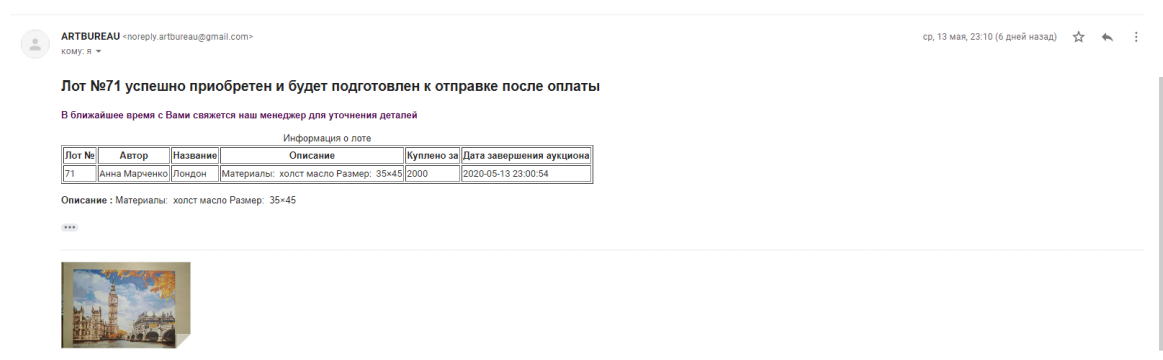 ARTBUREAU <noreply.artbureau@gmail.com>
ср, 13 мая, 23:10 (6 дней назад)
кому: я
Лот №71 успешно приобретен и будет подготовлен к отправке после оплаты
В ближайшее время с Вами свяжется наш менеджер для уточнения деталей
Информация о лоте
Лот № Автор Название Описание Куплено за Дата завершения аукциона
71 Анна Марченко Лондон Материалы: холст масло Размер: 35×45 2000 2020-05-13 23:00:54
Описание : Материалы: холст масло Размер: 35×45